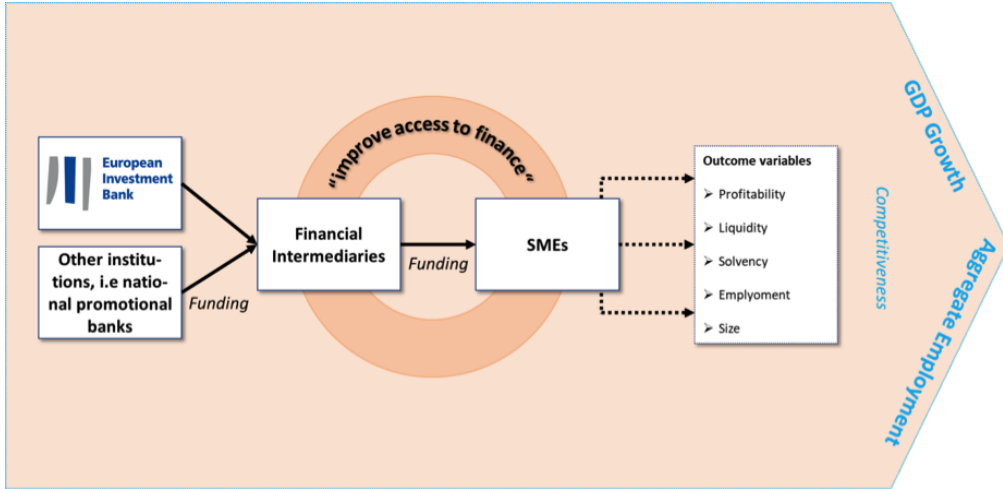 European
Investment
Bank
Other institu-
tions, i.e natio-
nal promotional
banks
Funding
Financial
Intermediaries
"improve access to finance"
Funding
SMEs
Outcome variables
➢ Profitability
➢ Liquidity
➢ Solvency
➢ Emplyoment
➢ Size
Competitiveness
GDP Growth
Aggregate Employment